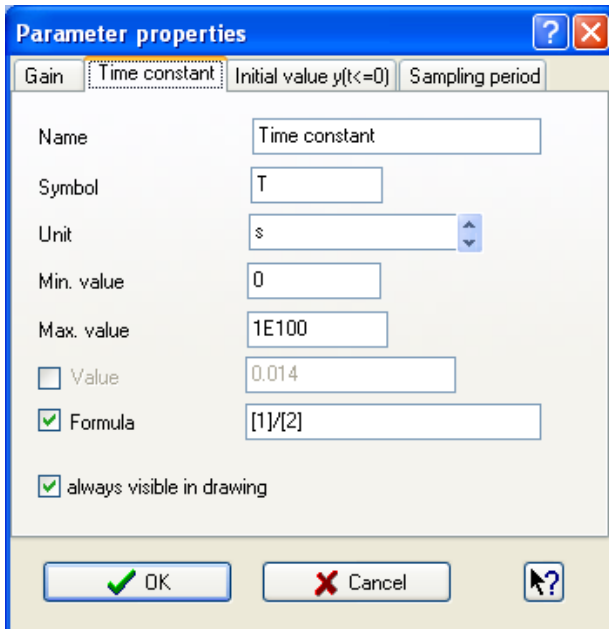 Parameter properties
Gain Time constant Initial value y(t<=0) Sampling period
Name Time constant
Symbol T
Unit s
Min. value 0
Max. value 1E100
Value 0.014
Formula [1]/[2]
always visible in drawing
OK Cancel